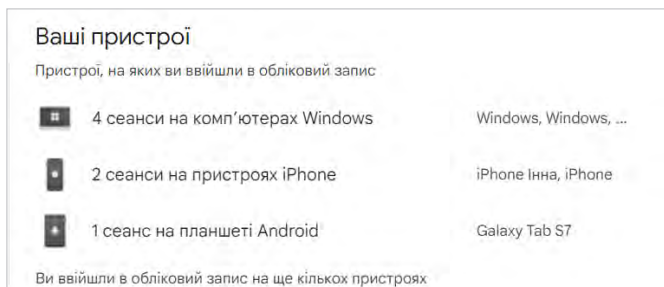 Ваші пристрої
Пристрої, на яких ви ввійшли в обліковий запис
4 сеанси на комп'ютерах Windows Windows, Windows, ...
2 сеанси на пристроях iPhone iPhone Інна, iPhone
1 сеанс на планшеті Android Galaxy Tab S7
Ви ввійшли в обліковий запис на ще кількох пристроях